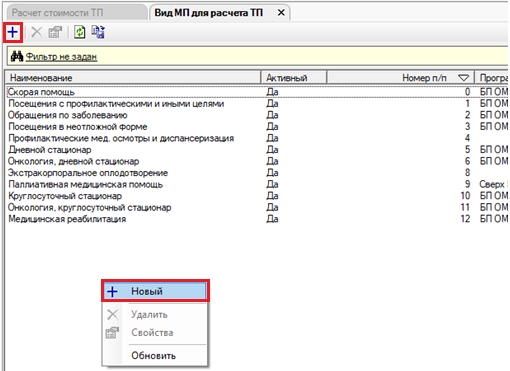 Расчет стоимости ТП Вид МП для расчета ТП
Фильтр не задан
Наименование Активный Номер п/п Програ
Скорая помощь Да 0 БП ОМ
Посещения с профилактическими и иными целями Да 1 БП ОМ
Обращения по заболеванию Да 2 БП ОМ
Посещения в неотложной форме Да 3 БП ОМ
Профилактические мед. осмотры и диспансеризация Да 4
Дневной стационар Да 5 БП ОМ
Онкология, дневной стационар Да 6 БП ОМ
Экстракорпоральное оплодотворение Да 8
Паллиативная медицинская помощь Да 9 Сверх
Круглосуточный стационар Да 10 БП ОМ
Онкология, круглосуточный стационар Да 11 БП ОМ
Медицинская реабилитация Да 12 БП ОМ
Новый
Удалить
Свойства
Обновить